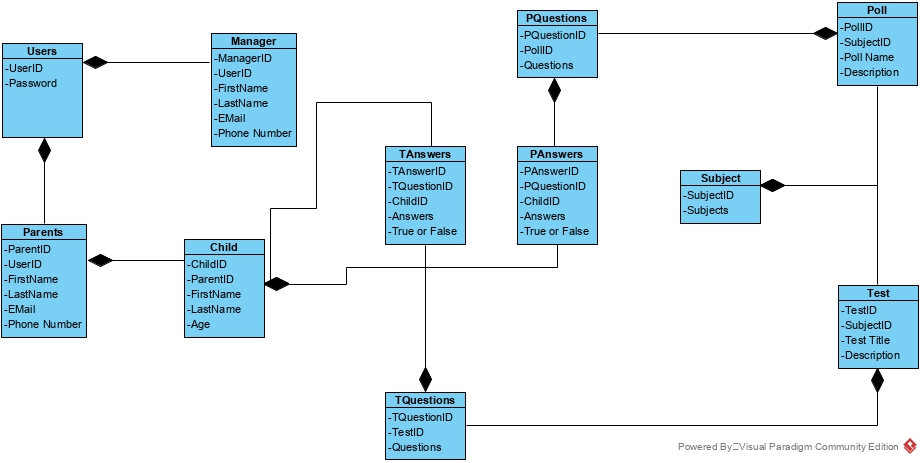 Users
-UserID
-Password
Manager
-ManagerID
-UserID
-FirstName
-LastName
-EMail
-Phone Number
PQuestions
-PQuestionID
-PollID
-Questions
Poll
-PollID
-SubjectID
-Poll Name
-Description
TAnswers
-TAnswerID
-TQuestionID
-ChildID
-Answers
-True or False
PAnswers
-PAnswerID
-PQuestionID
-ChildID
-Answers
-True or False
Subject
-SubjectID
-Subjects
Parents
-ParentID
-UserID
-FirstName
-LastName
-EMail
-Phone Number
Child
-ChildID
-ParentID
-FirstName
-LastName
-Age
Test
-TestID
-SubjectID
-Test Title
-Description
TQuestions
-TQuestionID
-TestID
-Questions
Powered By Visual Paradigm Community Edition